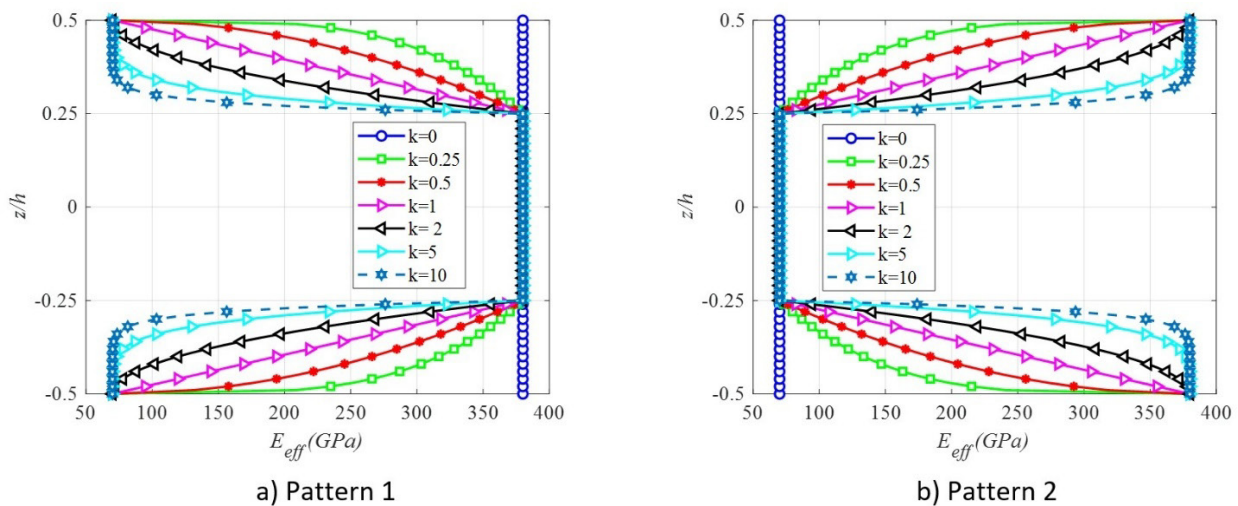 0.5
0.25
0
-0.25
-0.5
z/h
k=0
k=0.25
k=0.5
k=1
k= 2
k=5
k=10
50 100 150 200 250 300 350 400
E_eff (GPa)
a) Pattern 1
0.5
0.25
0
-0.25
-0.5
z/h
k=0
k=0.25
k=0.5
k=1
k= 2
k=5
k=10
50 100 150 200 250 300 350 400
E_eff (GPa)
b) Pattern 2